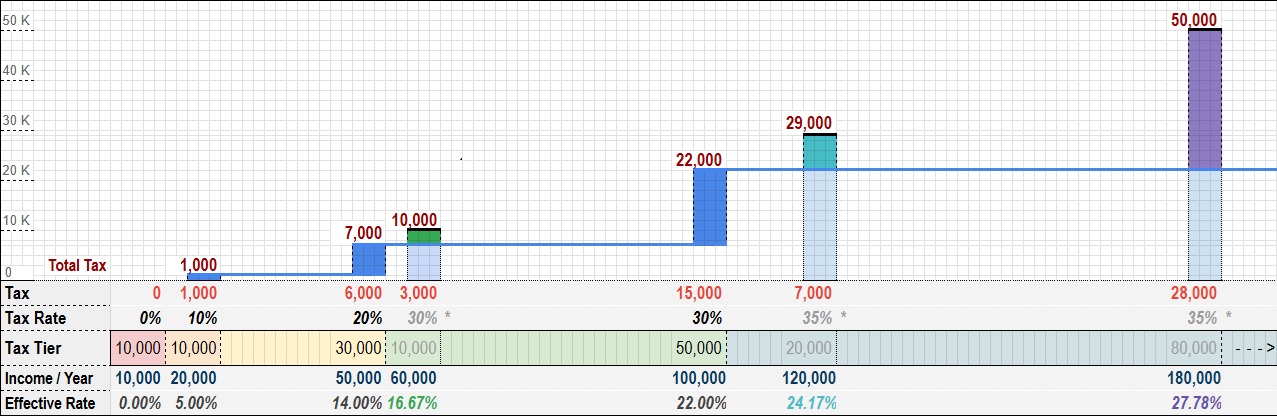 50 K
50,000
40 K
30 K
29,000
20 K
22,000
10 K
10,000
7,000
0
Total Tax
1,000
Tax 0 1,000 6,000 3,000 15,000 7,000 28,000
Tax Rate 0% 10% 20% 30% * 30% 35% * 35% *
Tax Tier 10,000 10,000 30,000 10,000 50,000 20,000 80,000 - - - >
Income / Year 10,000 20,000 50,000 60,000 100,000 120,000 180,000
Effective Rate 0.00% 5.00% 14.00% 16.67% 22.00% 24.17% 27.78%